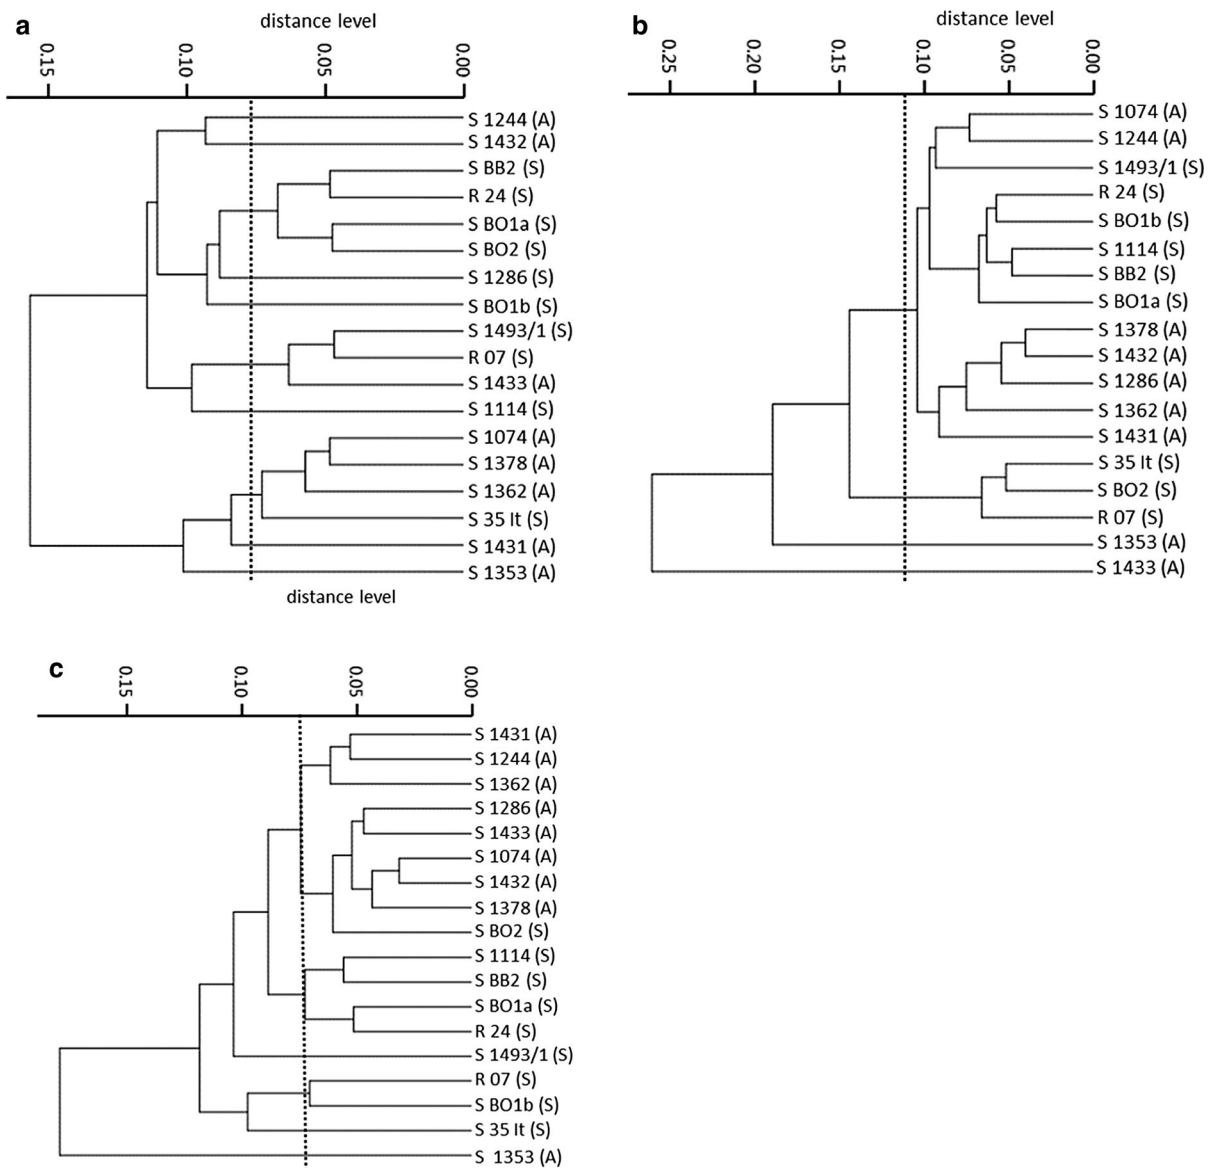 a
distance level
0.15 0.10 0.05 0.00
S 1244 (A)
S 1432 (A)
S BB2 (S)
R 24 (S)
S BO1a (S)
S BO2 (S)
S 1286 (S)
S BO1b (S)
S 1493/1 (S)
R 07 (S)
S 1433 (A)
S 1114 (S)
S 1074 (A)
S 1378 (A)
S 1362 (A)
S 35 It (S)
S 1431 (A)
S 1353 (A)
b
distance level
0.25 0.20 0.15 0.10 0.05 0.00
S 1074 (A)
S 1244 (A)
S 1493/1 (S)
R 24 (S)
S BO1b (S)
S 1114 (S)
S BB2 (S)
S BO1a (S)
S 1378 (A)
S 1432 (A)
S 1286 (A)
S 1362 (A)
S 1431 (A)
S 35 It (S)
S BO2 (S)
R 07 (S)
S 1353 (A)
S 1433 (A)
distance level
c
0.15 0.10 0.05 0.00
S 1431 (A)
S 1244 (A)
S 1362 (A)
S 1286 (A)
S 1433 (A)
S 1074 (A)
S 1432 (A)
S 1378 (A)
S BO2 (S)
S 1114 (S)
S BB2 (S)
S BO1a (S)
R 24 (S)
S 1493/1 (S)
R 07 (S)
S BO1b (S)
S 35 It (S)
S 1353 (A)